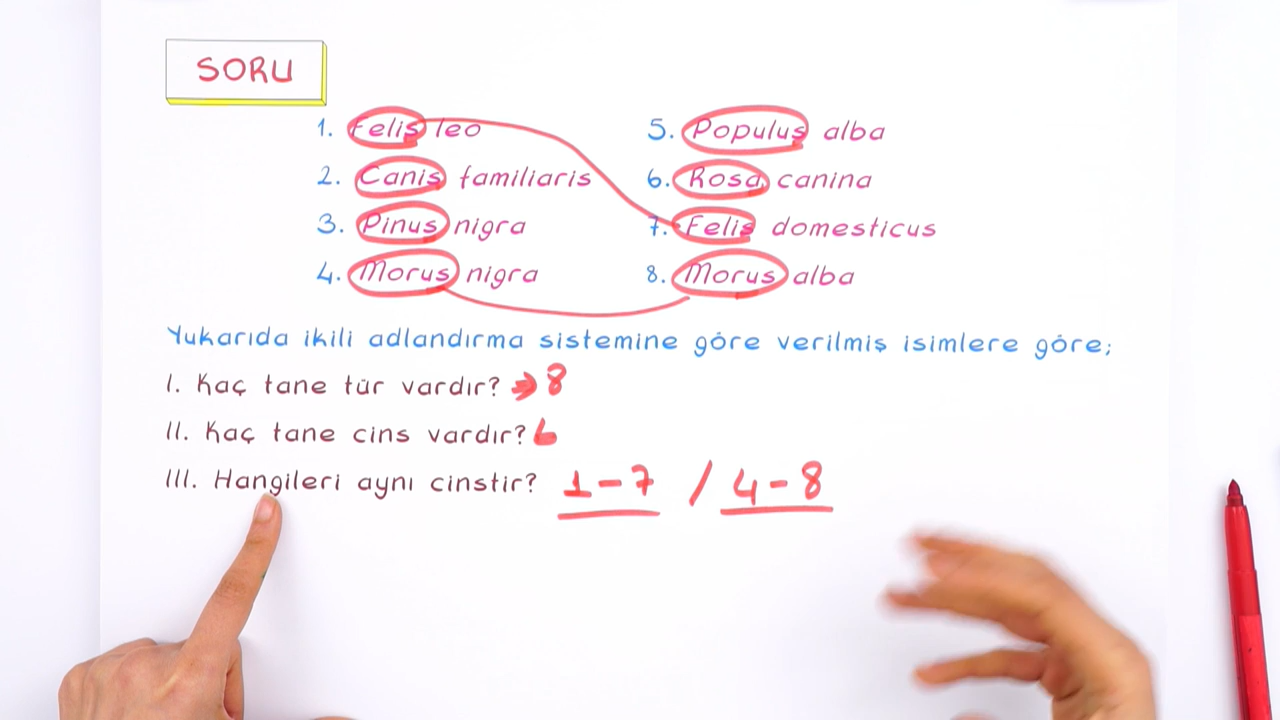 SORU
1. Felis leo
2. Canis familiaris
3. Pinus nigra
4. Morus nigra
5. Populus alba
6. Rosa canina
7. Felis domesticus
8. Morus alba
Yukarıda ikili adlandırma sistemine göre verilmiş isimlere göre;
I. Kaç tane tür vardır? → 8
II. Kaç tane cins vardır? 6
III. Hangileri aynı cinstir? 1-7 / 4-8